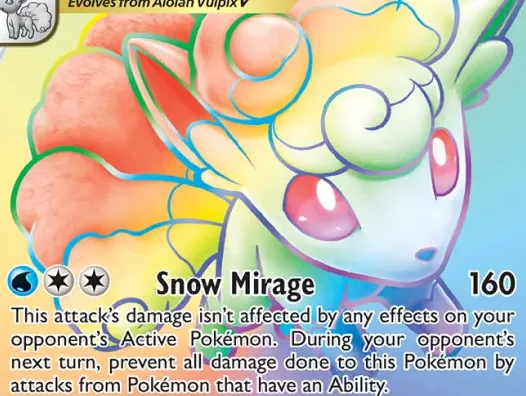 Evolves from Alolan Vulpix V
Snow Mirage 160
This attack's damage isn't affected by any effects on your
opponent's Active Pokémon. During your opponent's
next turn, prevent all damage done to this Pokémon by
attacks from Pokémon that have an Ability.